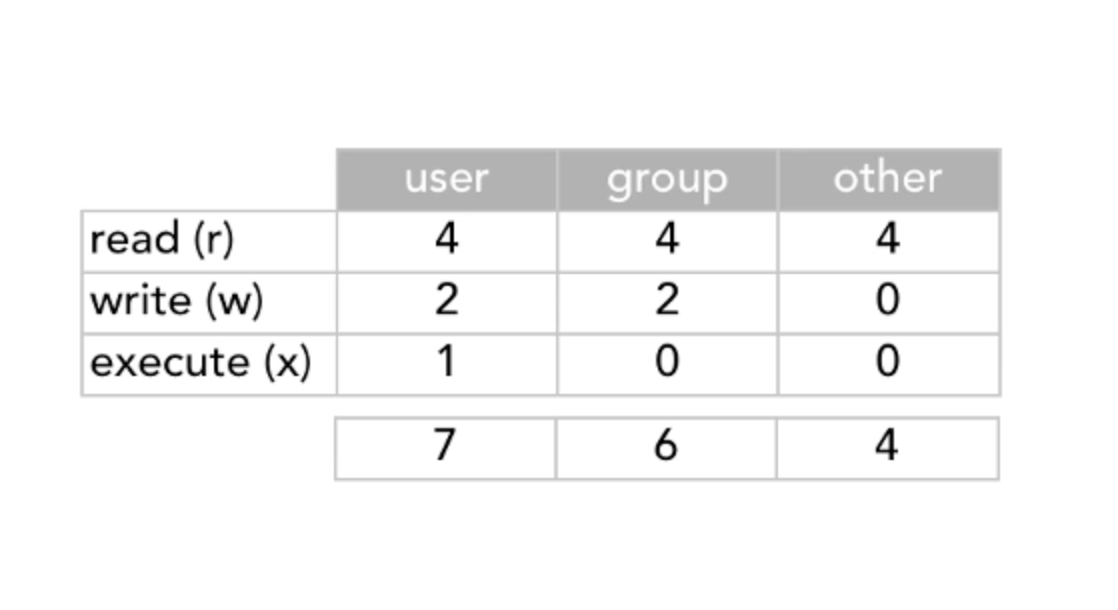 user group other
read (r) 4 4 4
write (w) 2 2 0
execute (x) 1 0 0
7 6 4